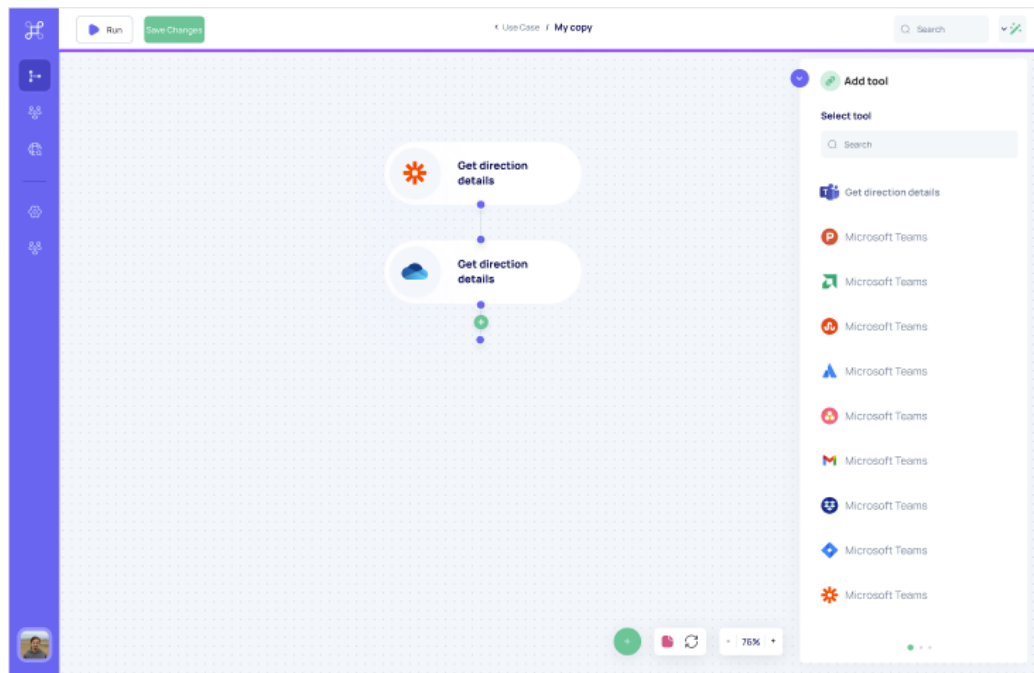 Run
Save Changes
Use Case / My copy
Search
Add tool
Select tool
Search
Get direction
details
Get direction
details
Get direction details
Microsoft Teams
Microsoft Teams
Microsoft Teams
Microsoft Teams
Microsoft Teams
Microsoft Teams
Microsoft Teams
Microsoft Teams
Microsoft Teams
- 76% +